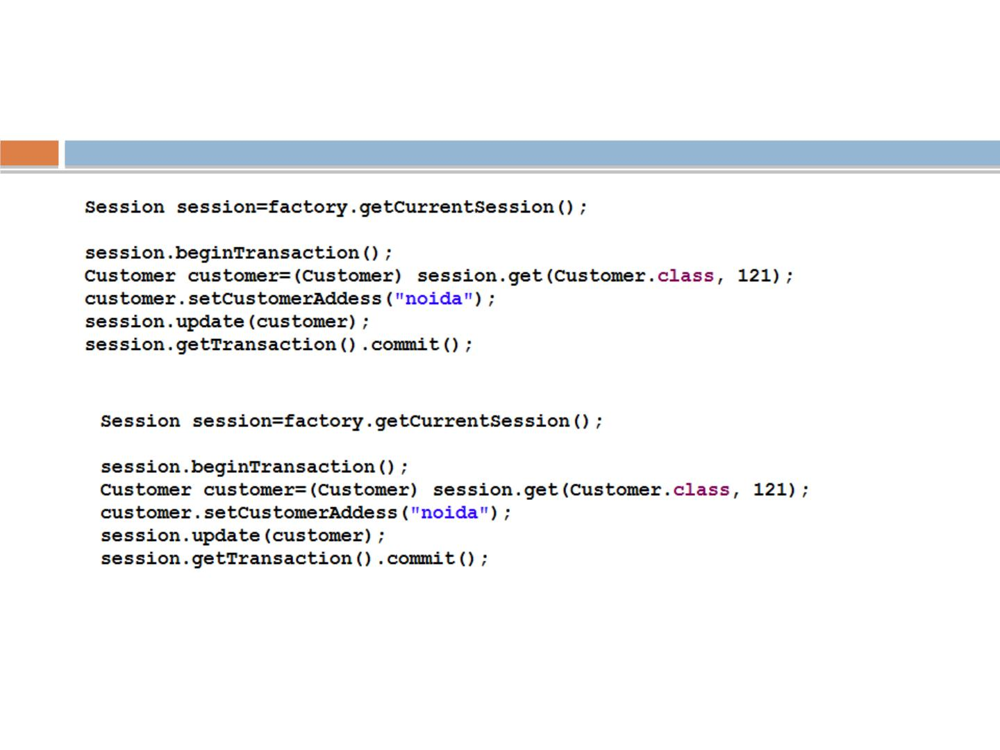 Session session=factory.getCurrentSession();
session.beginTransaction();
Customer customer=(Customer) session.get(Customer.class, 121);
customer.setCustomerAddess("noida");
session.update(customer);
session.getTransaction().commit();
Session session=factory.getCurrentSession();
session.beginTransaction();
Customer customer=(Customer) session.get(Customer.class, 121);
customer.setCustomerAddess("noida");
session.update(customer);
session.getTransaction().commit();